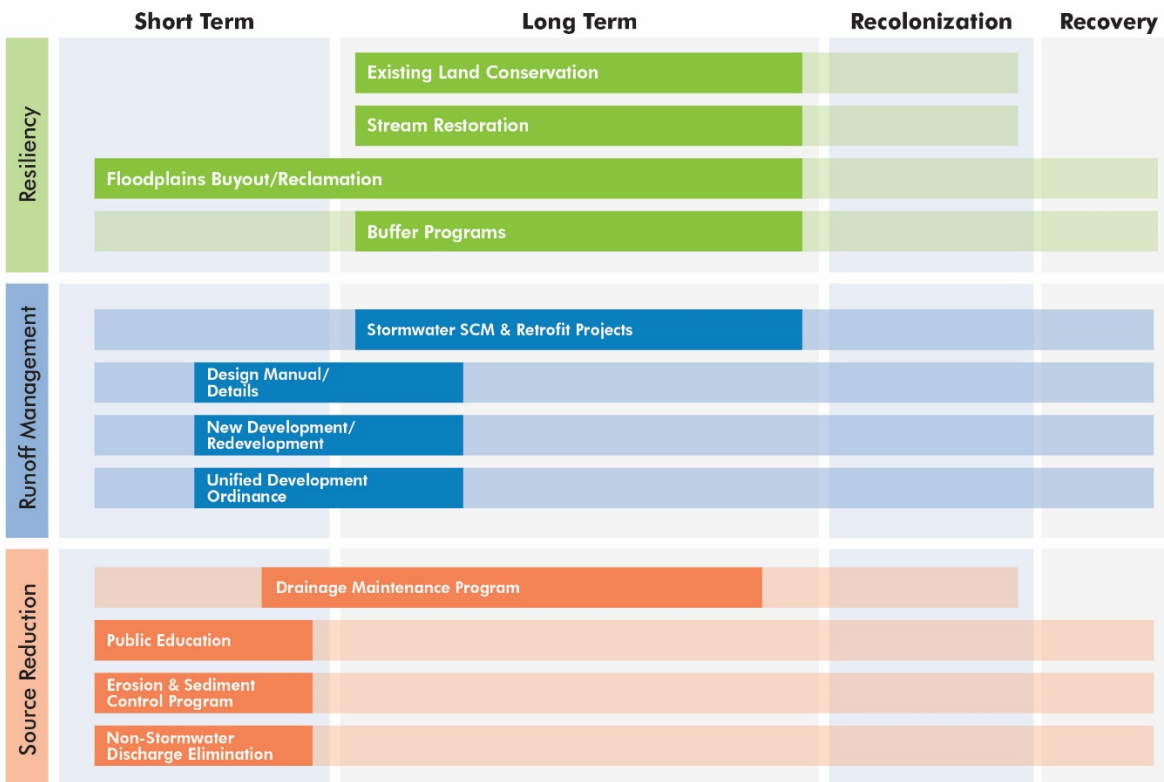 Short Term
Long Term
Recolonization
Recovery
Resiliency
Existing Land Conservation
Stream Restoration
Floodplains Buyout/Reclamation
Buffer Programs
Runoff Management
Stormwater SCM & Retrofit Projects
Design Manual/
Details
New Development/
Redevelopment
Unified Development
Ordinance
Source Reduction
Drainage Maintenance Program
Public Education
Erosion & Sediment
Control Program
Non-Stormwater
Discharge Elimination